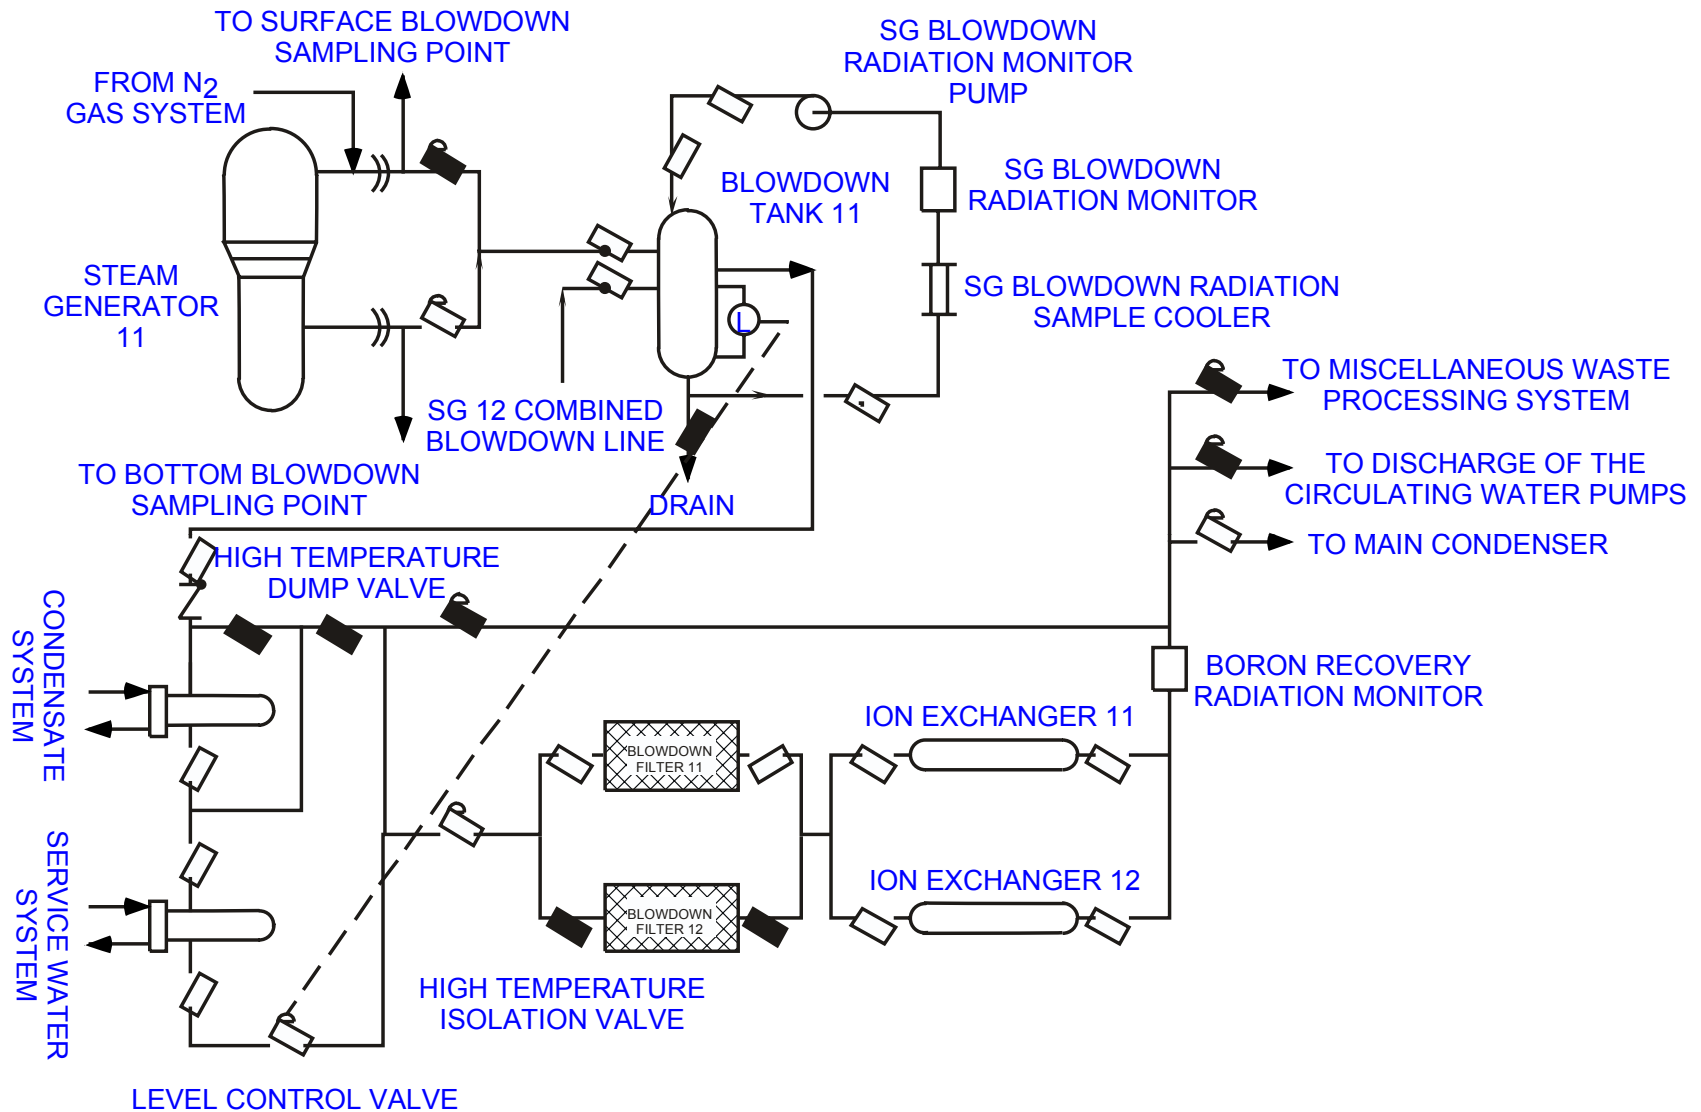 TO SURFACE BLOWDOWN
SAMPLING POINT
SG BLOWDOWN
RADIATION MONITOR
PUMP
FROM N2
GAS SYSTEM
SG BLOWDOWN
RADIATION MONITOR
BLOWDOWN
TANK 11
STEAM
GENERATOR
11
SG BLOWDOWN RADIATION
SAMPLE COOLER
L
TO MISCELLANEOUS WASTE
PROCESSING SYSTEM
SG 12 COMBINED
BLOWDOWN LINE
TO DISCHARGE OF THE
CIRCULATING WATER PUMPS
TO BOTTOM BLOWDOWN
SAMPLING POINT
DRAIN
TO MAIN CONDENSER
HIGH TEMPERATURE
DUMP VALVE
CONDENSATE
SYSTEM
BORON RECOVERY
RADIATION MONITOR
ION EXCHANGER 11
BLOWDOWN
FILTER 11
SERVICE WATER
SYSTEM
ION EXCHANGER 12
BLOWDOWN
FILTER 12
HIGH TEMPERATURE
ISOLATION VALVE
LEVEL CONTROL VALVE